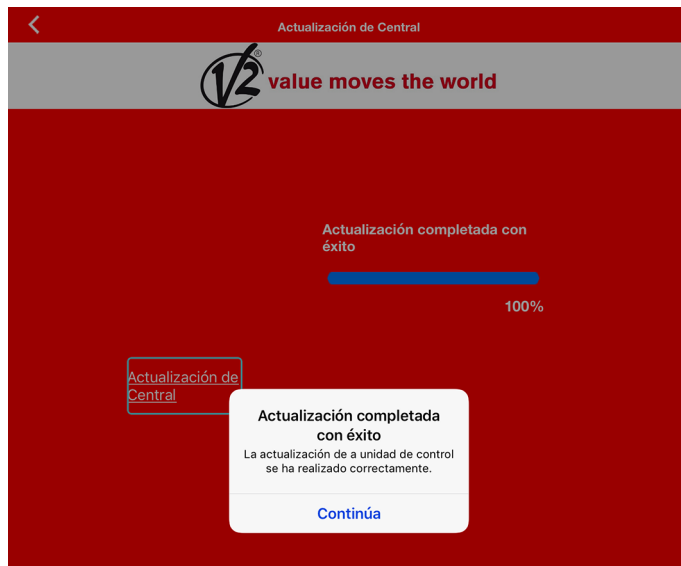 Actualización de Central
V2® value moves the world
Actualización completada con
éxito
100%
Actualización de
Central
Actualización completada
con éxito
La actualización de a unidad de control
se ha realizado correctamente.
Continúa